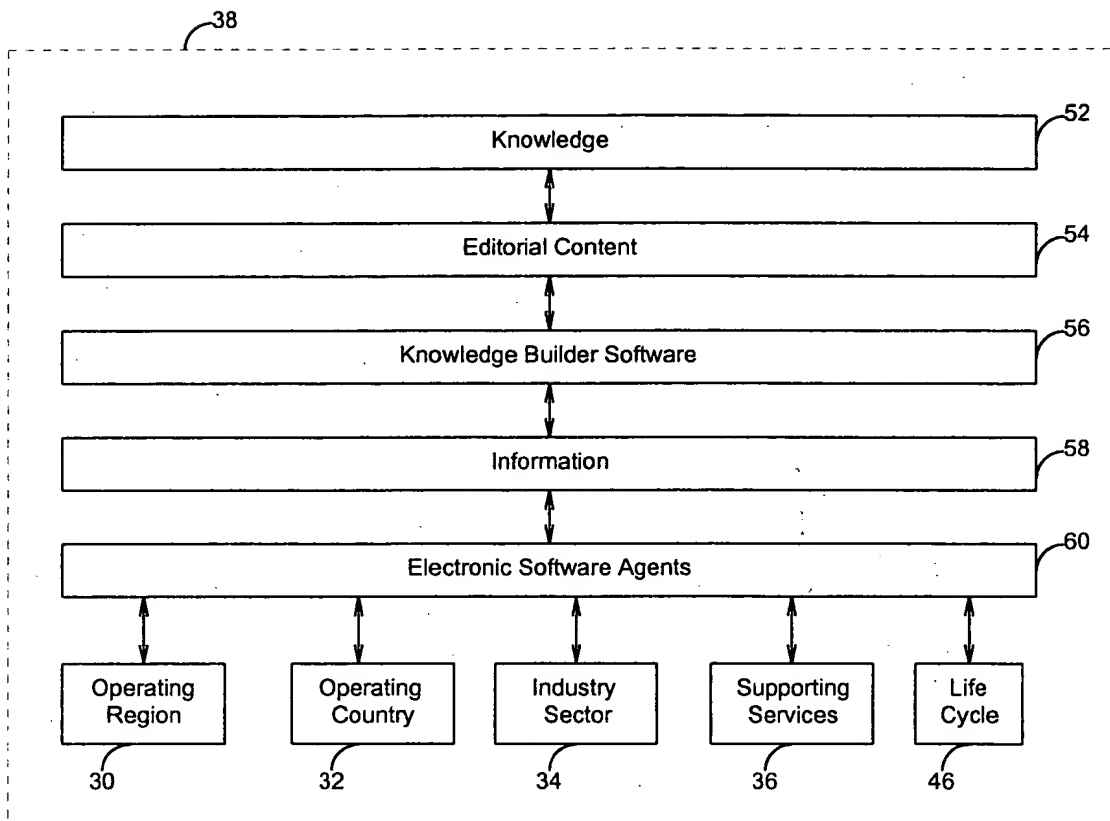 38
Knowledge
52
Editorial Content
54
Knowledge Builder Software
56
Information
58
Electronic Software Agents
60
Operating
Region
Operating
Country
Industry
Sector
Supporting
Services
Life
Cycle
30
32
34
36
46